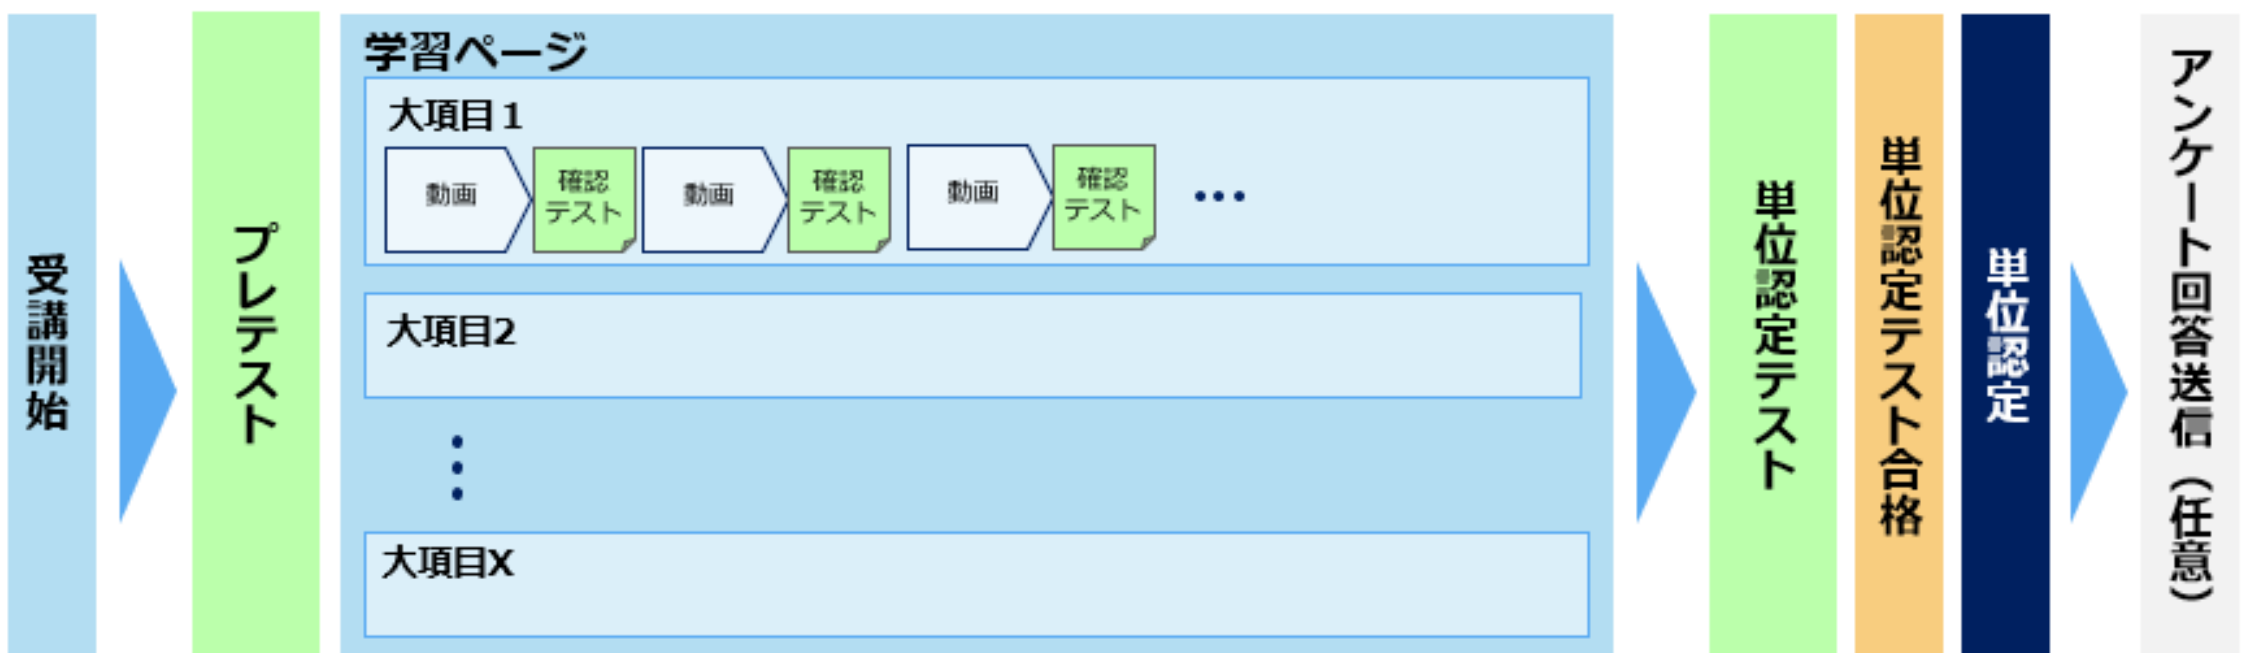 受講開始
プレテスト
学習ページ
大項目１
動画
確認
テスト
動画
確認
テスト
動画
確認
テスト
大項目2
大項目X
単位認定テスト
単位認定テスト合格
単位認定
アンケート回答送信（任意）